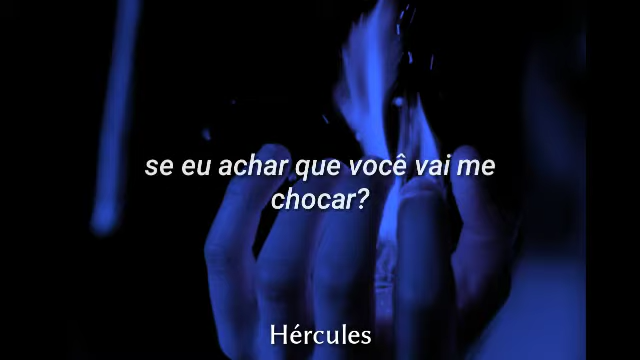 se eu achar que você vai me
chocar?
Hércules